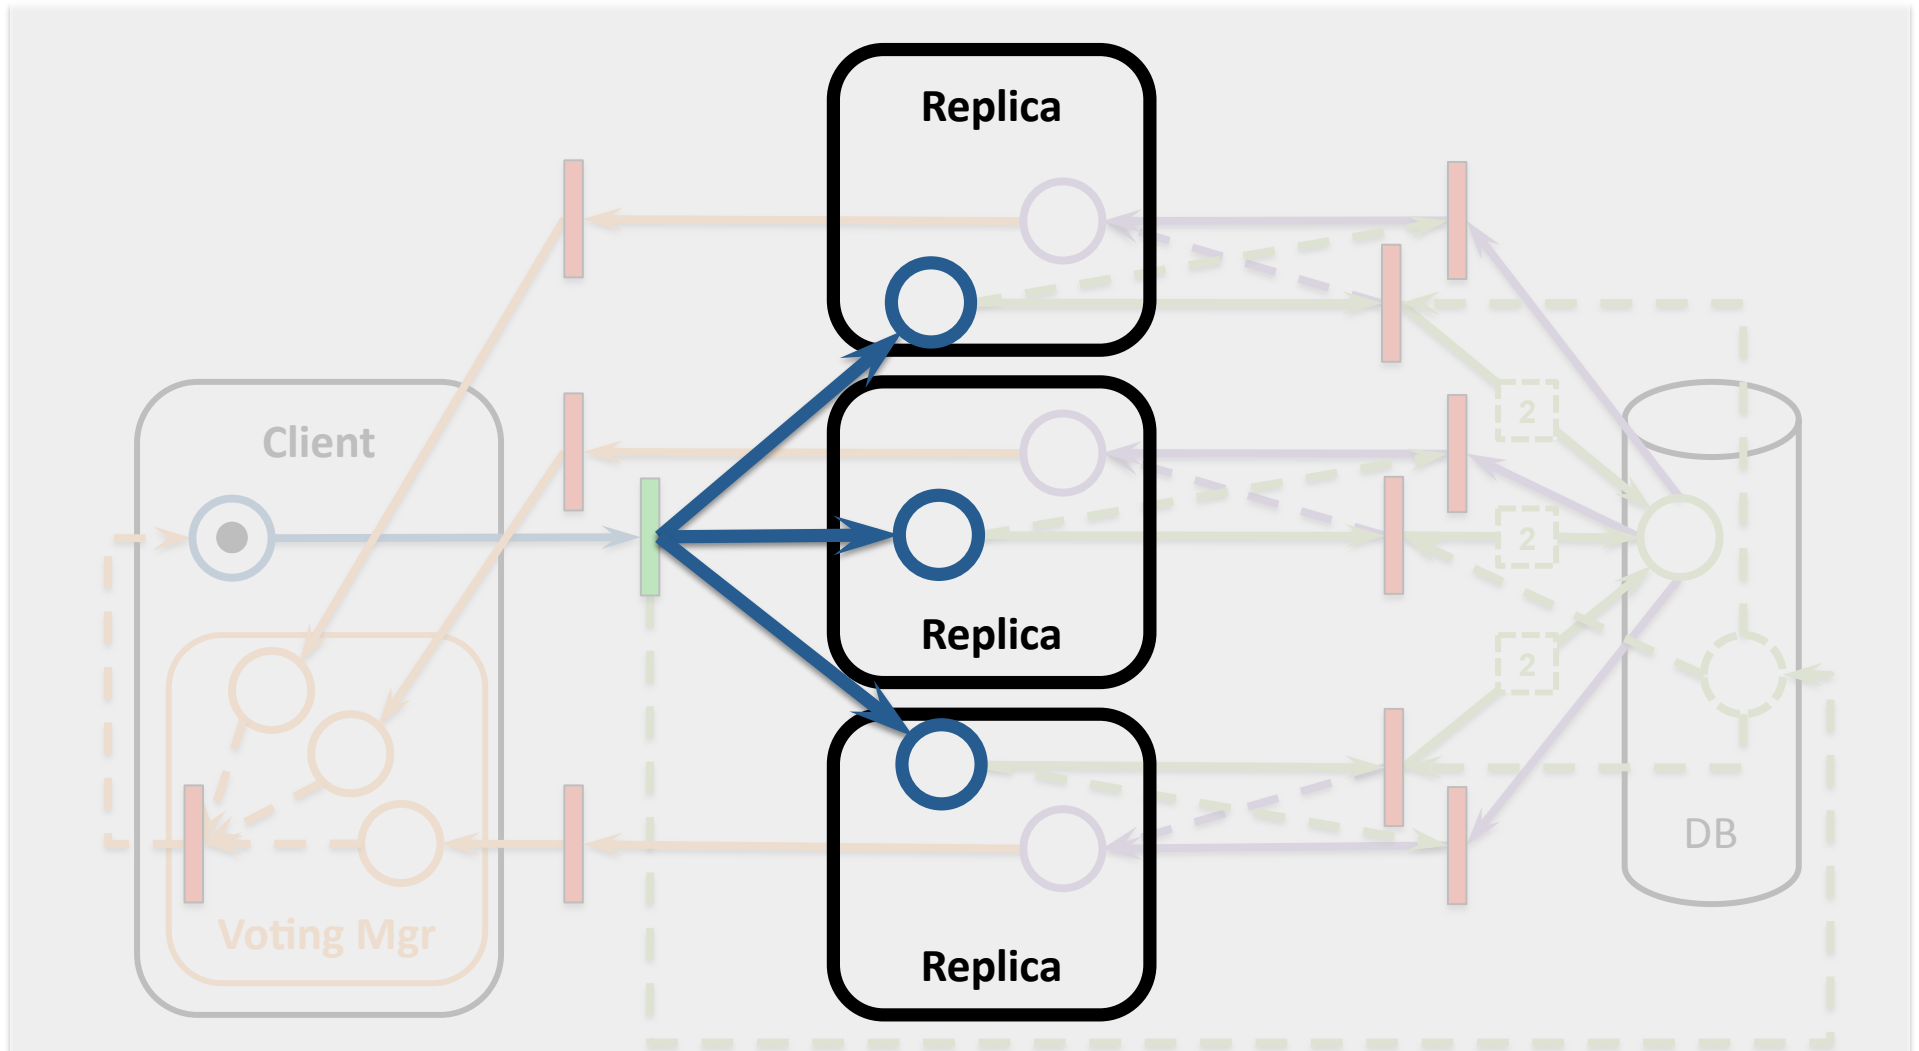 Replica
Client
2
2
Replica
2
DB
Voting Mgr
Replica